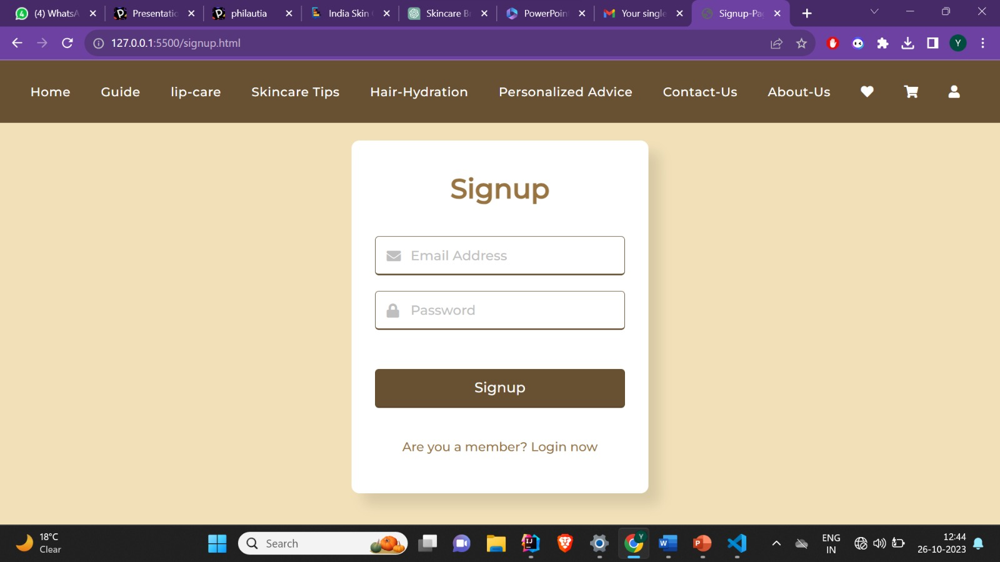 4 (4) WhatsA
Presentatio
philautia
India Skin
Skincare B
PowerPoin
Your single
Signup-Pa
127.0.0.1:5500/signup.html
Y
Home Guide lip-care Skincare Tips Hair-Hydration Personalized Advice Contact-Us About-Us
Signup
Email Address
Password
Signup
Are you a member? Login now
18°C
Clear
Search
ENG
IN
12:44
26-10-2023